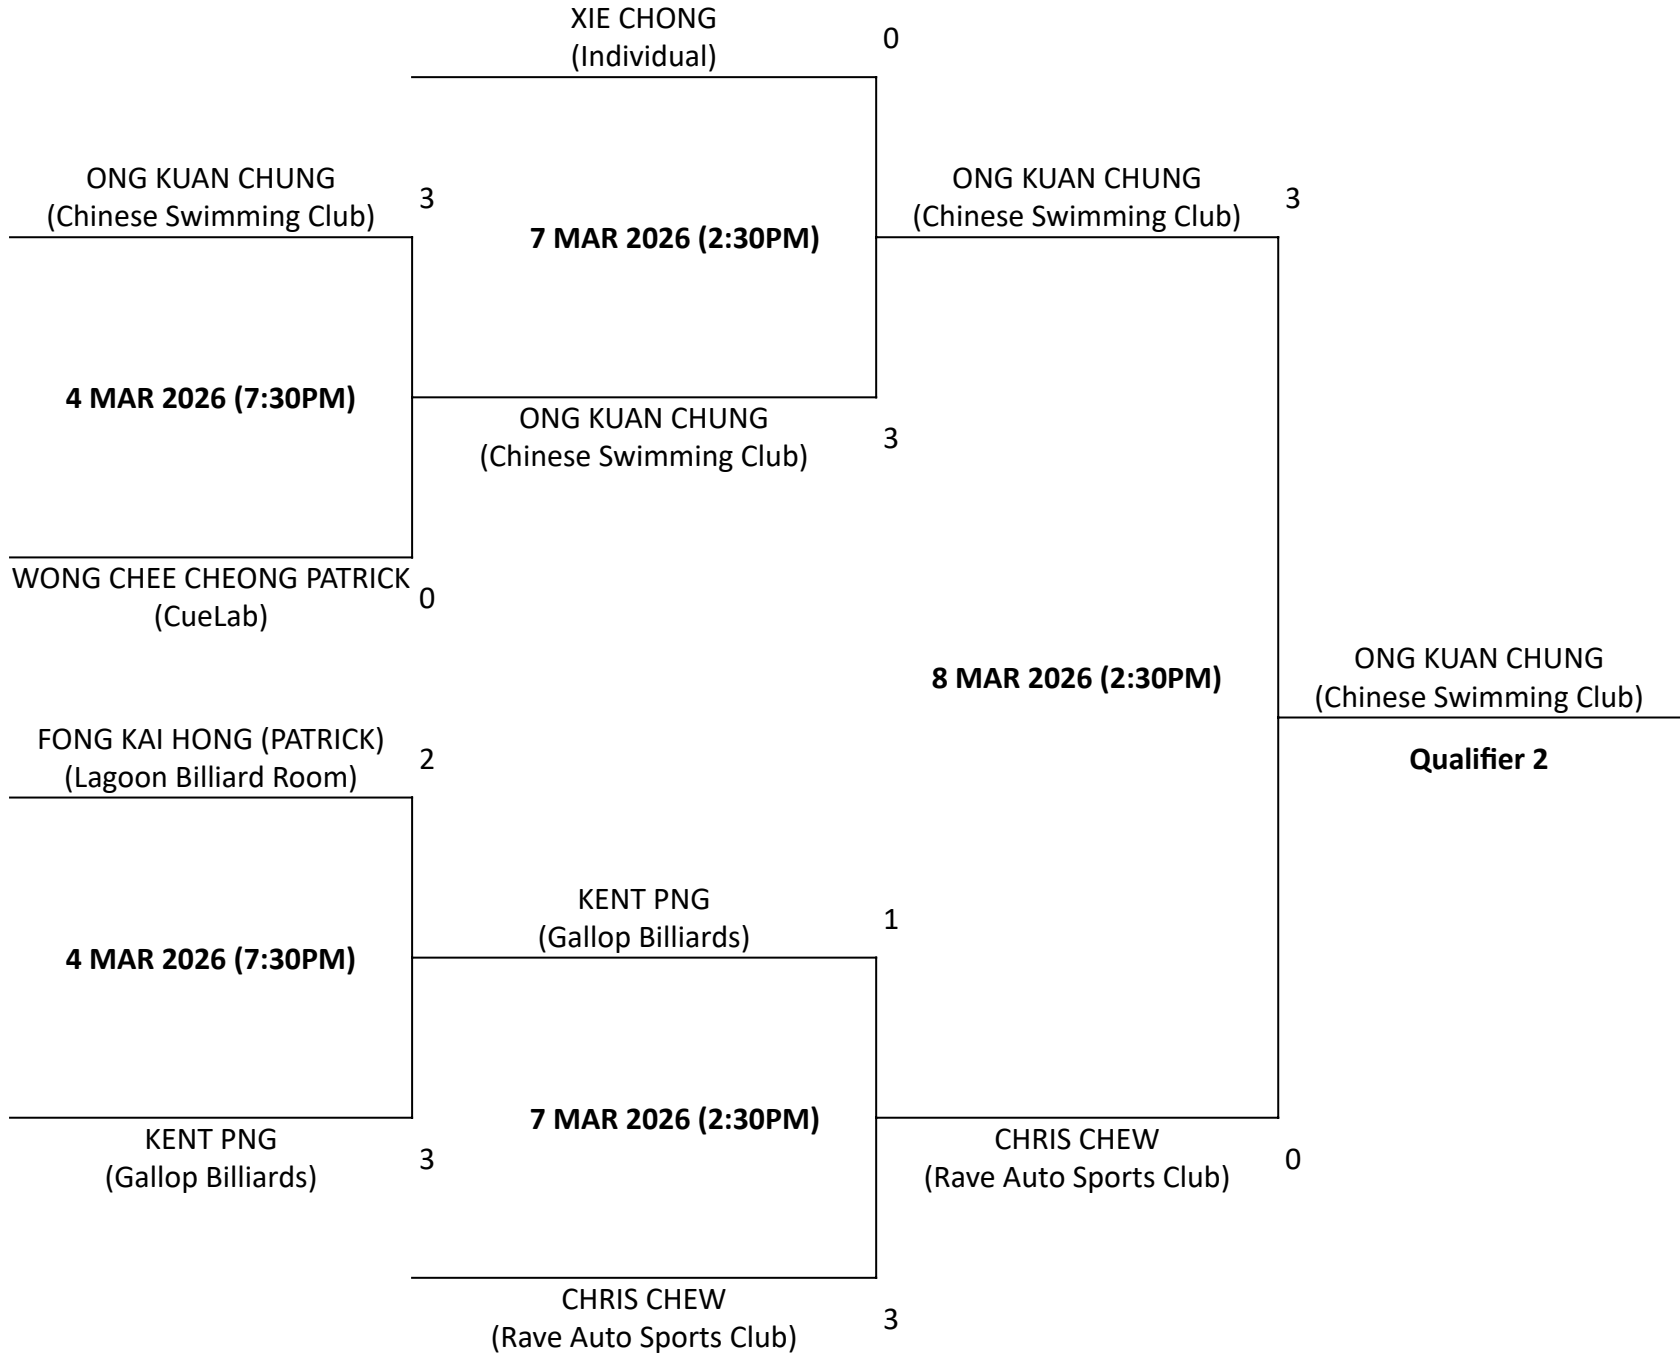 XIE CHONG
(Individual)
0
ONG KUAN CHUNG
(Chinese Swimming Club)
3
7 MAR 2026 (2:30PM)
ONG KUAN CHUNG
(Chinese Swimming Club)
3
4 MAR 2026 (7:30PM)
ONG KUAN CHUNG
(Chinese Swimming Club)
3
WONG CHEE CHEONG PATRICK
(CueLab)
0
8 MAR 2026 (2:30PM)
ONG KUAN CHUNG
(Chinese Swimming Club)
Qualifier 2
FONG KAI HONG (PATRICK)
(Lagoon Billiard Room)
2
KENT PNG
(Gallop Billiards)
1
4 MAR 2026 (7:30PM)
7 MAR 2026 (2:30PM)
KENT PNG
(Gallop Billiards)
3
CHRIS CHEW
(Rave Auto Sports Club)
0
CHRIS CHEW
(Rave Auto Sports Club)
3